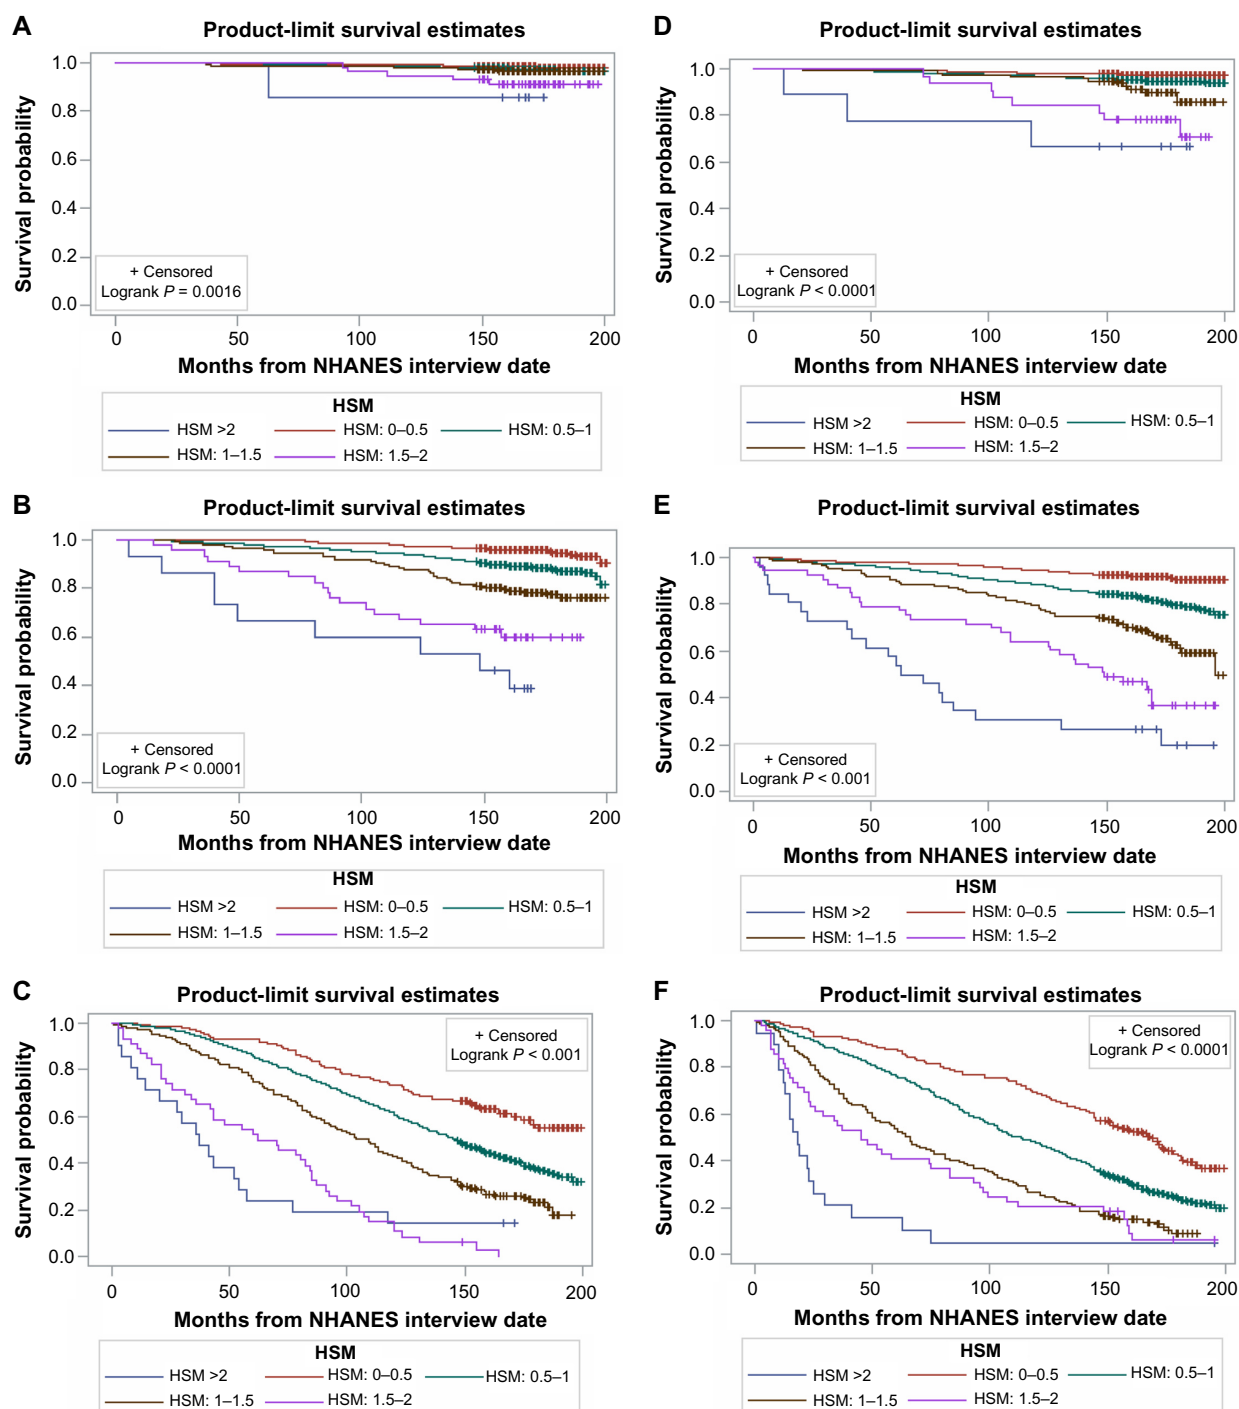 A
Product-limit survival estimates
Survival probability
1.0
0.8
0.6
0.4
0.2
0.0
+ Censored
Logrank P = 0.0016
0 50 100 150 200
Months from NHANES interview date
HSM
HSM >2 HSM: 0–0.5 HSM: 0.5–1
HSM: 1–1.5 HSM: 1.5–2
D
Product-limit survival estimates
Survival probability
1.0
0.8
0.6
0.4
0.2
0.0
+ Censored
Logrank P < 0.0001
0 50 100 150 200
Months from NHANES interview date
HSM
HSM >2 HSM: 0–0.5 HSM: 0.5–1
HSM: 1–1.5 HSM: 1.5–2
B
Product-limit survival estimates
Survival probability
1.0
0.8
0.6
0.4
0.2
0.0
+ Censored
Logrank P < 0.0001
0 50 100 150 200
Months from NHANES interview date
HSM
HSM >2 HSM: 0–0.5 HSM: 0.5–1
HSM: 1–1.5 HSM: 1.5–2
E
Product-limit survival estimates
Survival probability
1.0
0.8
0.6
0.4
0.2
0.0
+ Censored
Logrank P < 0.001
0 50 100 150 200
Months from NHANES interview date
HSM
HSM >2 HSM: 0–0.5 HSM: 0.5–1
HSM: 1–1.5 HSM: 1.5–2
C
Product-limit survival estimates
Survival probability
1.0
0.8
0.6
0.4
0.2
0.0
+ Censored
Logrank P < 0.001
0 50 100 150 200
Months from NHANES interview date
HSM
HSM >2 HSM: 0–0.5 HSM: 0.5–1
HSM: 1–1.5 HSM: 1.5–2
F
Product-limit survival estimates
Survival probability
1.0
0.8
0.6
0.4
0.2
0.0
+ Censored
Logrank P < 0.0001
0 50 100 150 200
Months from NHANES interview date
HSM
HSM >2 HSM: 0–0.5 HSM: 0.5–1
HSM: 1–1.5 HSM: 1.5–2